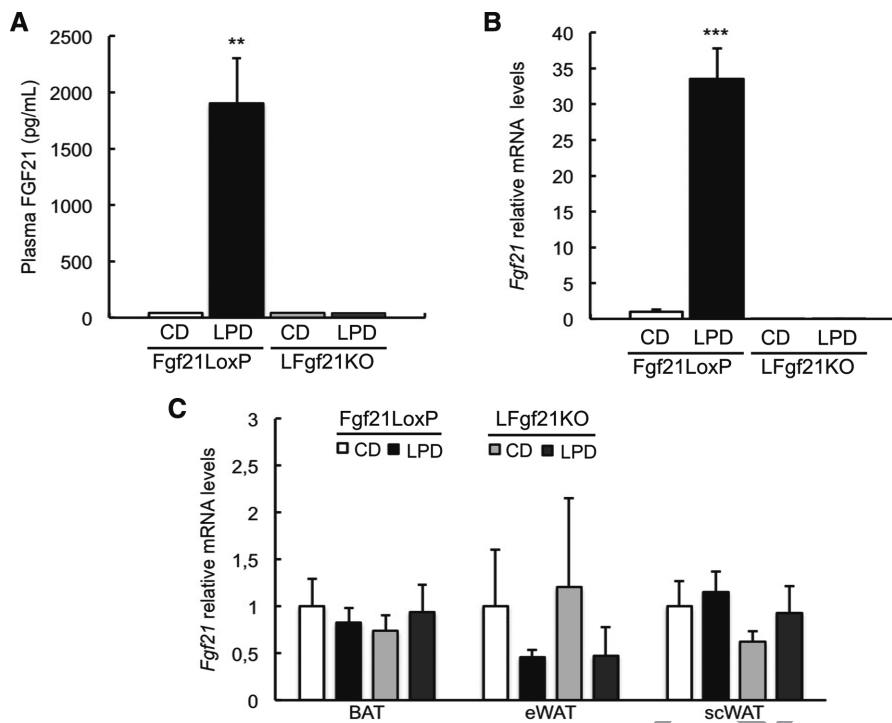 A
Plasma FGF21 (pg/mL)
2500
2000
1500
1000
500
0
**
CD LPD CD LPD
Fgf21LoxP LFgf21KO
B
Fgf21 relative mRNA levels
40
35
30
25
20
15
10
5
0
***
CD LPD CD LPD
Fgf21LoxP LFgf21KO
C
Fgf21 relative mRNA levels
3
2,5
2
1,5
1
0,5
0
Fgf21LoxP LFgf21KO
CD LPD CD LPD
BAT eWAT scWAT